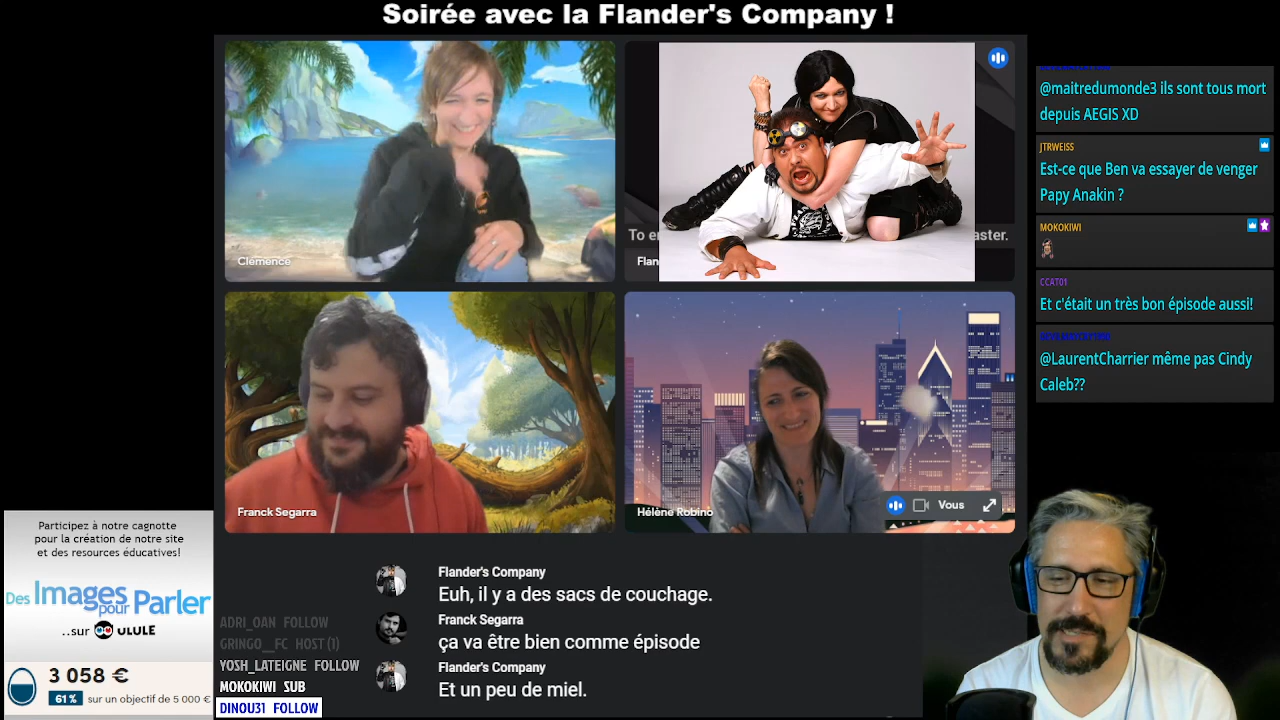 Soirée avec la Flander's Company !
Clémence
To en
aster.
Flan
Franck Segarra
Hélène Robino
Vous
@maitredumonde3 ils sont tous mort
depuis AEGIS XD
JTRWEISS
Est-ce que Ben va essayer de venger
Papy Anakin ?
MOKOKIWI
CCAT01
Et c'était un très bon épisode aussi!
@LaurentCharrier même pas Cindy
Caleb??
Participez à notre cagnotte
pour la création de notre site
et des resources éducatives!
Des Images pour Parler
..sur ULULE
3 058 €
61 % sur un objectif de 5 000 €
ADRI_OAN FOLLOW
GRINGO__FC HOST (1)
YOSH_LATEIGNE FOLLOW
MOKOKIWI SUB
DINOU31 FOLLOW
Flander's Company
Euh, il y a des sacs de couchage.
Franck Segarra
ça va être bien comme épisode
Flander's Company
Et un peu de miel.